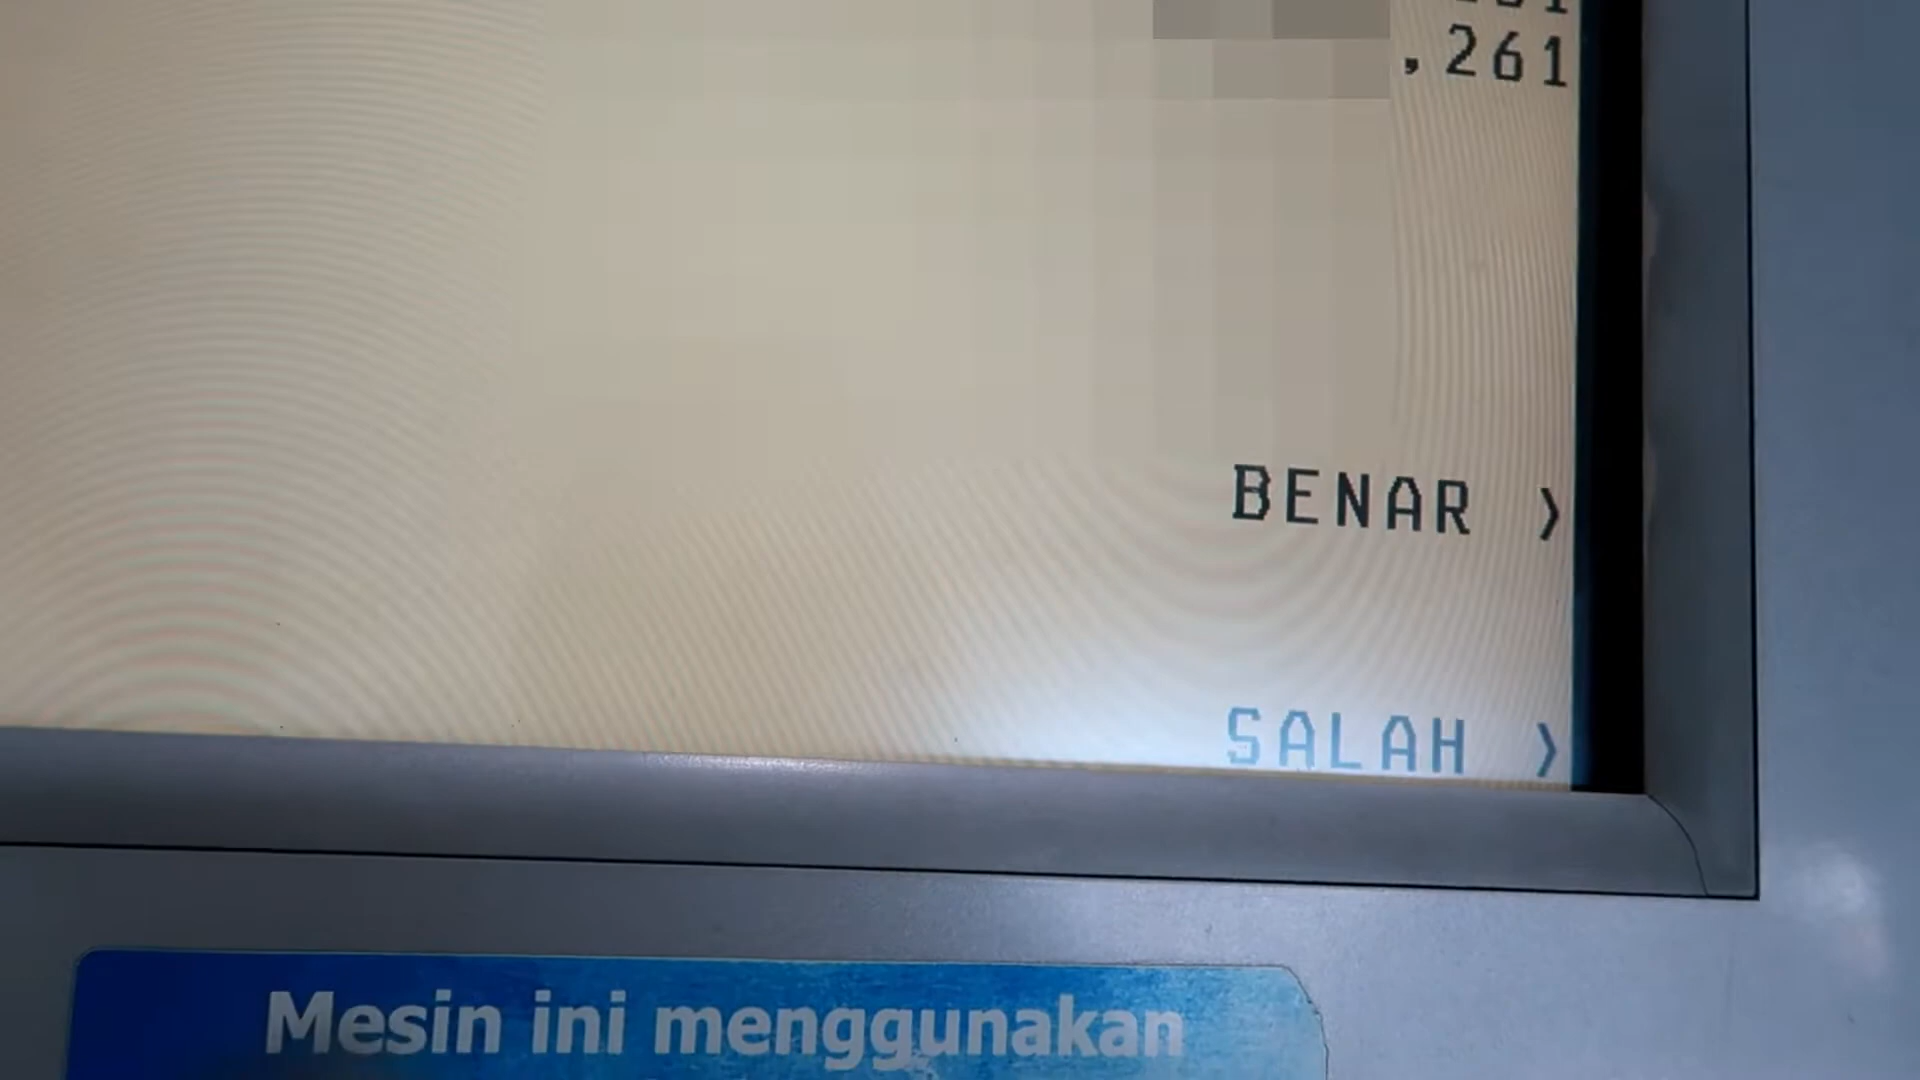 ,261
BENAR >
SALAH >
Mesin ini menggunakan